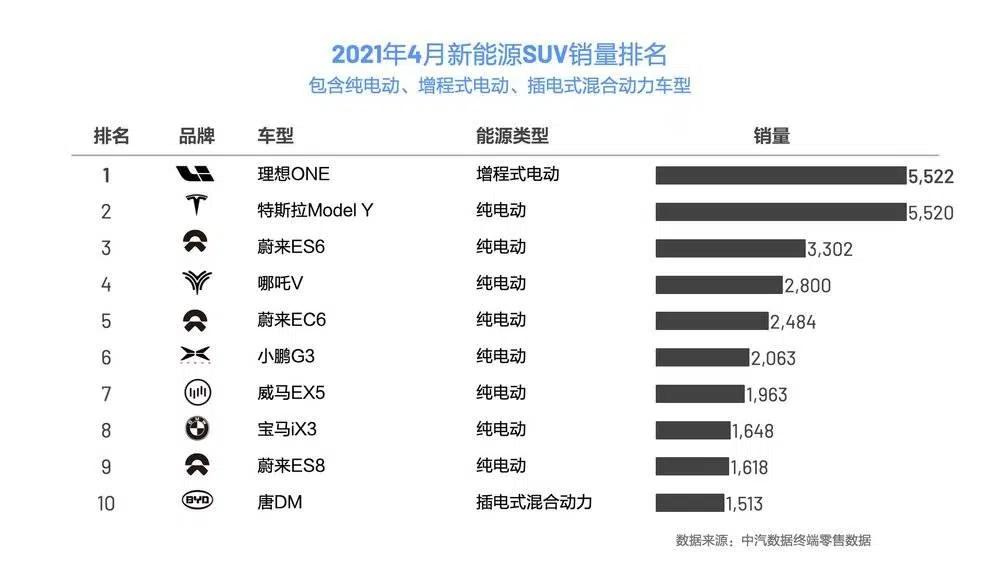 2021年4月新能源SUV销量排名
包含纯电动、增程式电动、插电式混合动力车型
排名 品牌 车型 能源类型 销量
1 理想ONE 增程式电动 5,522
2 特斯拉Model Y 纯电动 5,520
3 蔚来ES6 纯电动 3,302
4 哪吒V 纯电动 2,800
5 蔚来EC6 纯电动 2,484
6 小鹏G3 纯电动 2,063
7 威马EX5 纯电动 1,963
8 宝马iX3 纯电动 1,648
9 蔚来ES8 纯电动 1,618
10 BYD 唐DM 插电式混合动力 1,513
数据来源：中汽数据终端零售数据